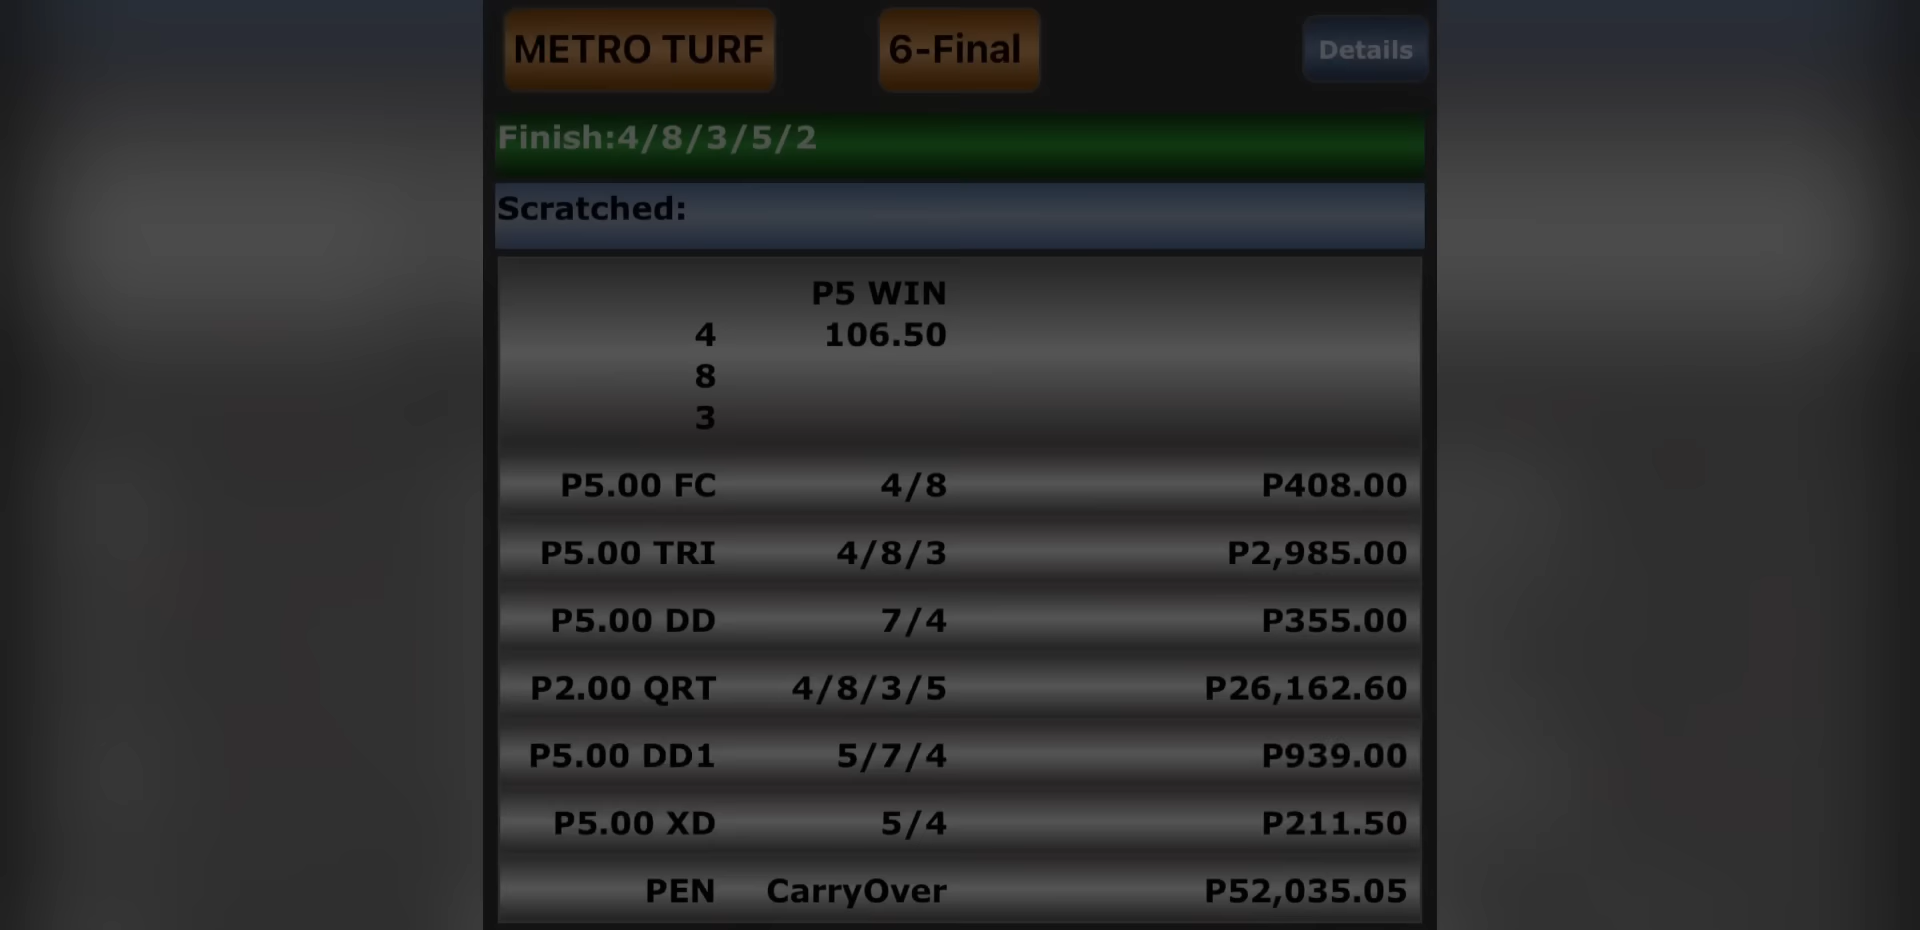 METRO TURF 6-Final Details
Finish:4/8/3/5/2
Scratched:
P5 WIN
4 106.50
8
3
P5.00 FC 4/8 P408.00
P5.00 TRI 4/8/3 P2,985.00
P5.00 DD 7/4 P355.00
P2.00 QRT 4/8/3/5 P26,162.60
P5.00 DD1 5/7/4 P939.00
P5.00 XD 5/4 P211.50
PEN CarryOver P52,035.05